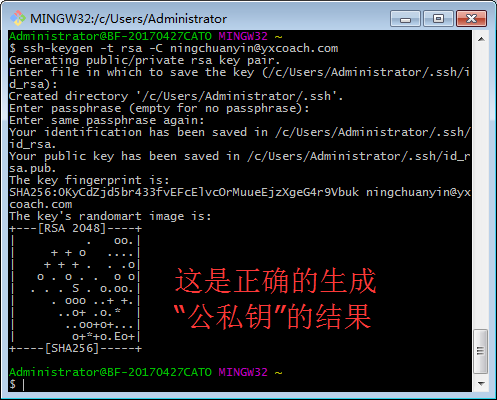 MINGW32:/c/Users/Administrator
Administrator@BF-20170427CATO MINGW32 ~
$ ssh-keygen -t rsa -C ningchuanyin@yxcoach.com
Generating public/private rsa key pair.
Enter file in which to save the key (/c/Users/Administrator/.ssh/i
d_rsa):
Created directory '/c/Users/Administrator/.ssh'.
Enter passphrase (empty for no passphrase):
Enter same passphrase again:
Your identification has been saved in /c/Users/Administrator/.ssh/
id_rsa.
Your public key has been saved in /c/Users/Administrator/.ssh/id_r
sa.pub.
The key fingerprint is:
SHA256:OKyCdZjd5br433fvEFcElvcOrMuueEjzXgeG4r9Vbuk ningchuanyin@yx
coach.com
The key's randomart image is:
+---[RSA 2048]----+
|          .   oo.|
|     + + o   ....|
|    + + + .  . .o|
|   o . o . .  o o|
|  . . . S . o.oo.|
|     . ooo ..+ +.|
|      ..o+ .o.*  |
|       ..oo+o+...|
|        o+*+o.Eo+|
+----[SHA256]-----+
这是正确的生成
“公私钥”的结果
Administrator@BF-20170427CATO MINGW32 ~
$